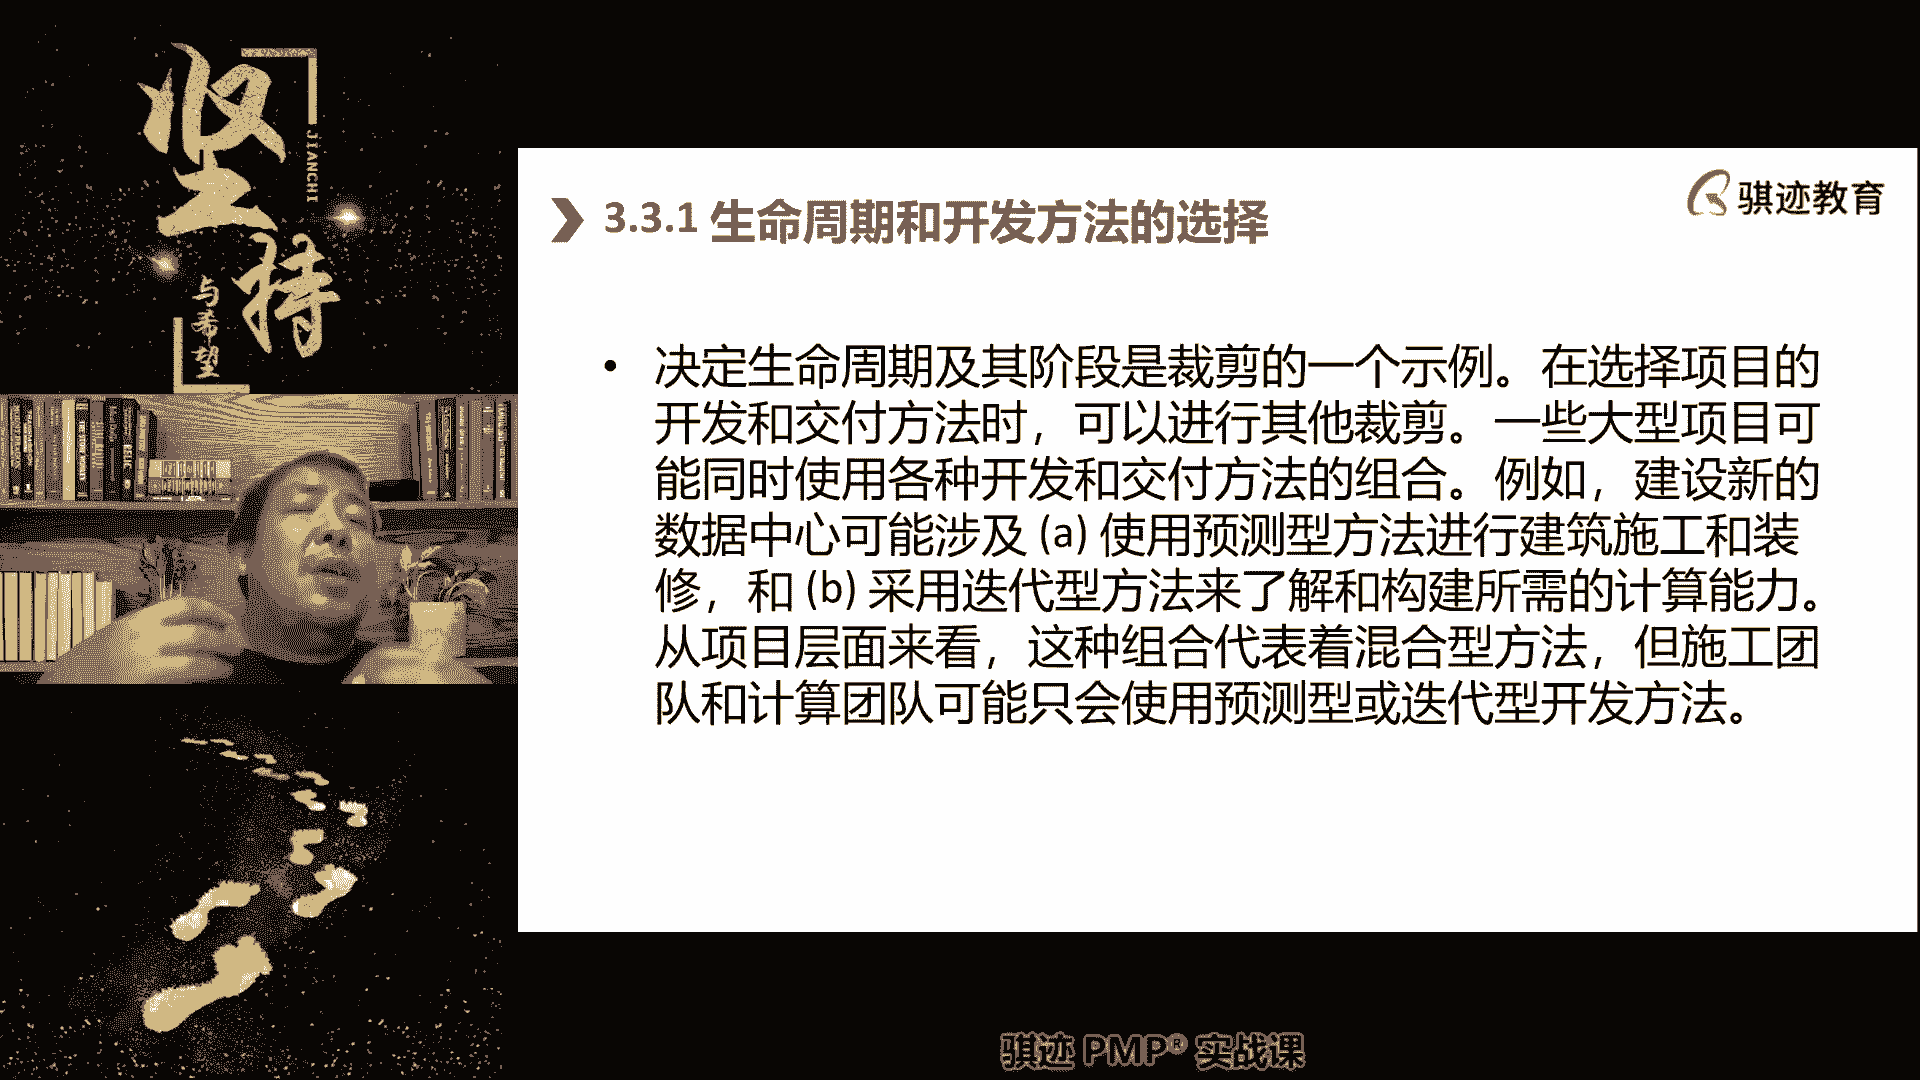 坚持
JIANCHI
与希望
骐迹教育
3.3.1 生命周期和开发方法的选择
• 决定生命周期及其阶段是裁剪的一个示例。在选择项目的
开发和交付方法时，可以进行其他裁剪。一些大型项目可
能同时使用各种开发和交付方法的组合。例如，建设新的
数据中心可能涉及 (a) 使用预测型方法进行建筑施工和装
修，和 (b) 采用迭代型方法来了解和构建所需的计算能力。
从项目层面来看，这种组合代表着混合型方法，但施工团
队和计算团队可能只会使用预测型或迭代型开发方法。
骐迹 PMP® 实战课